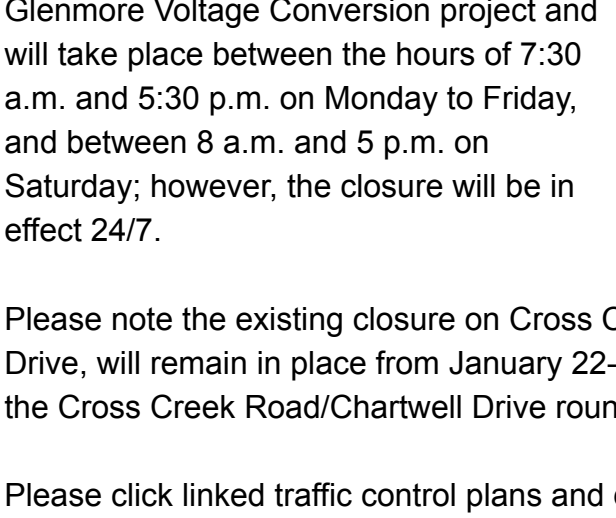 Glenmore Voltage Conversion project and
will take place between the hours of 7:30
a.m. and 5:30 p.m. on Monday to Friday,
and between 8 a.m. and 5 p.m. on
Saturday; however, the closure will be in
effect 24/7.
Please note the existing closure on Cross
Drive, will remain in place from January 22-
the Cross Creek Road/Chartwell Drive
Please click linked traffic control plans and